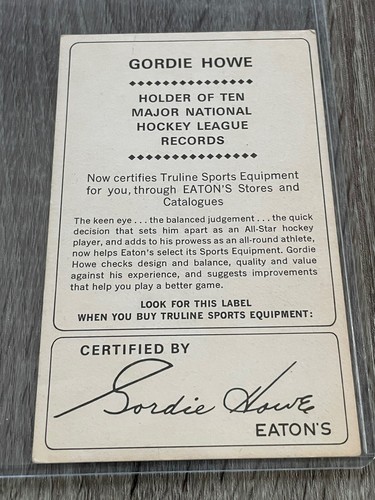 GORDIE HOWE
HOLDER OF TEN
MAJOR NATIONAL
HOCKEY LEAGUE
RECORDS
Now certifies Truline Sports Equipment
for you, through EATON'S Stores and
Catalogues
The keen eye . . . the balanced judgement . . . the quick
decision that sets him apart as an All-Star hockey
player, and adds to his prowess as an all-round athlete,
now helps Eaton's select its Sports Equipment. Gordie
Howe checks design and balance, quality and value
against his experience, and suggests improvements
that help you play a better game.
LOOK FOR THIS LABEL
WHEN YOU BUY TRULINE SPORTS EQUIPMENT:
CERTIFIED BY
Gordie Howe
EATON'S